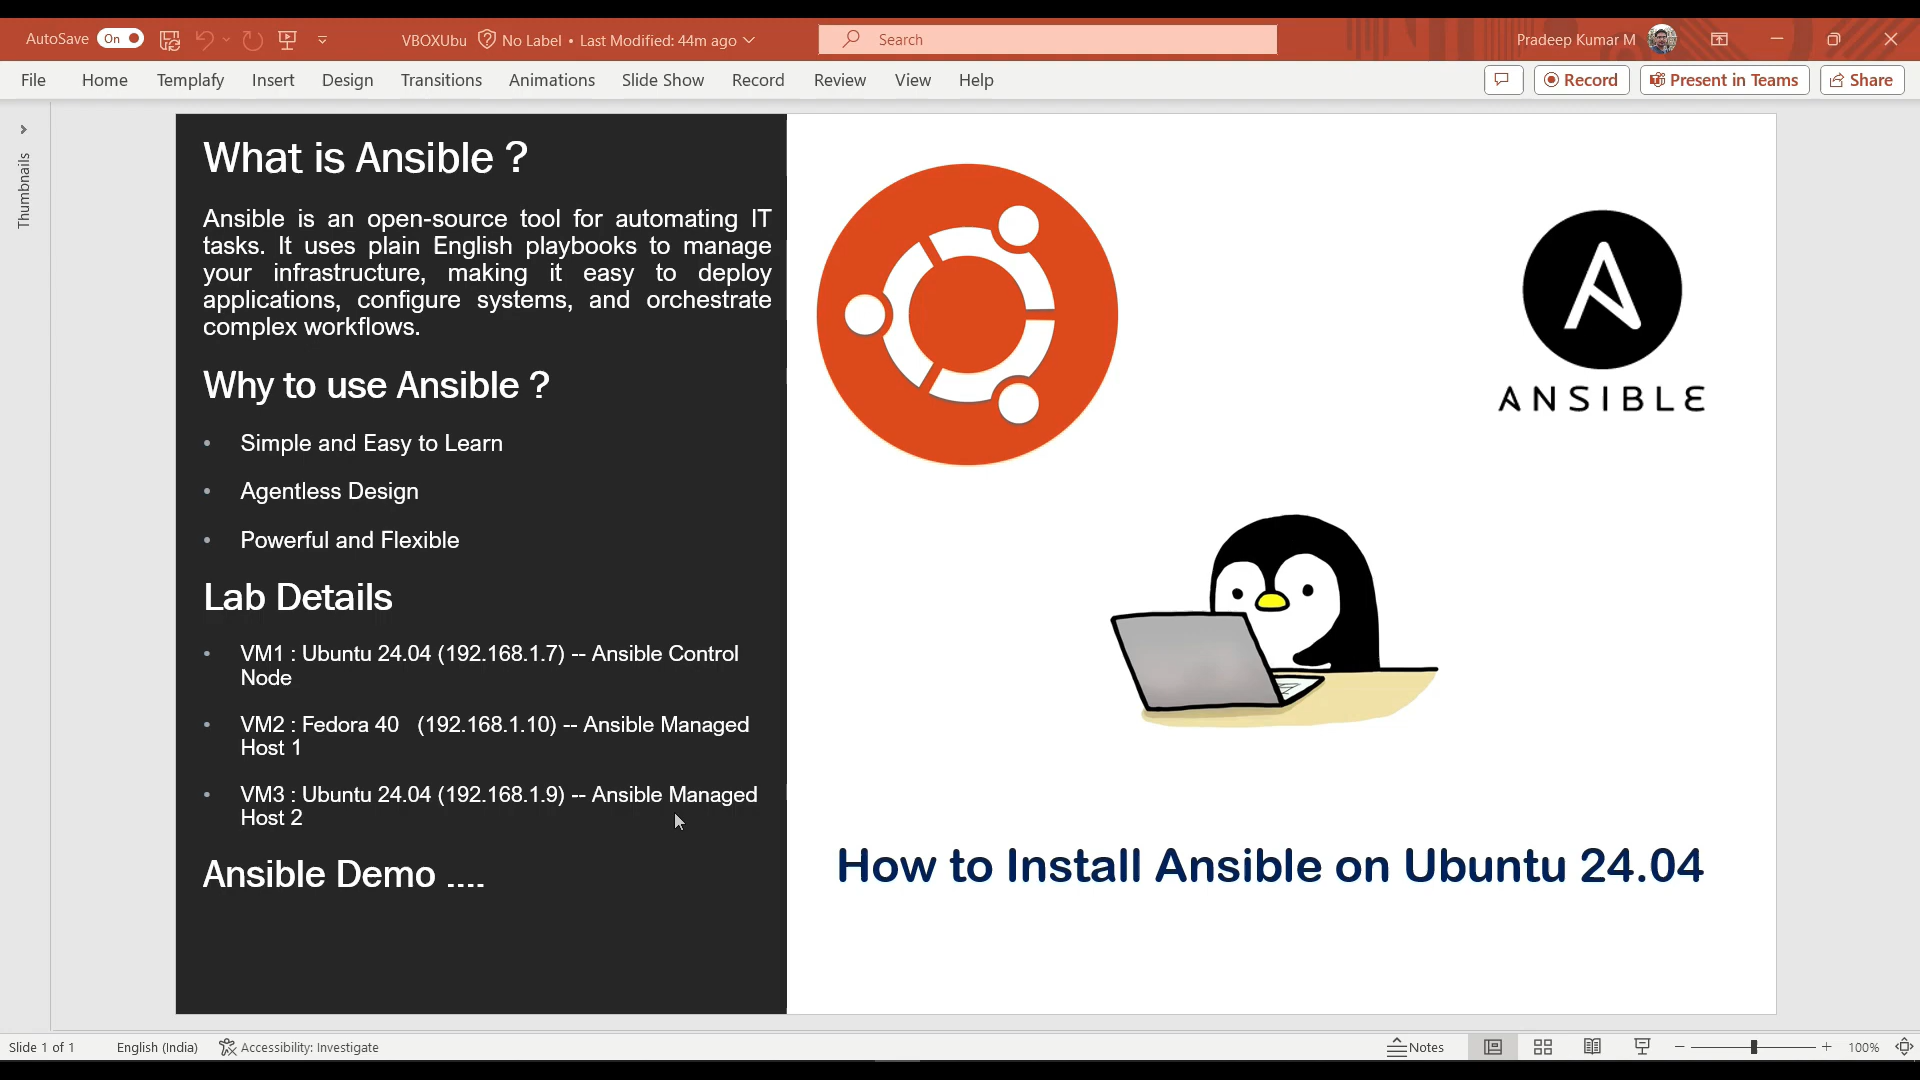 AutoSave On VBOXUbu No Label • Last Modified: 44m ago Search Pradeep Kumar M
File Home Templafy Insert Design Transitions Animations Slide Show Record Review View Help Record Present in Teams Share
Thumbnails
What is Ansible ?
Ansible is an open-source tool for automating IT
tasks. It uses plain English playbooks to manage
your infrastructure, making it easy to deploy
applications, configure systems, and orchestrate
complex workflows.
Why to use Ansible ?
• Simple and Easy to Learn
• Agentless Design
• Powerful and Flexible
Lab Details
• VM1 : Ubuntu 24.04 (192.168.1.7) -- Ansible Control
Node
• VM2 : Fedora 40 (192.168.1.10) -- Ansible Managed
Host 1
• VM3 : Ubuntu 24.04 (192.168.1.9) -- Ansible Managed
Host 2
Ansible Demo ....
ANSIBLE
How to Install Ansible on Ubuntu 24.04
Slide 1 of 1 English (India) Accessibility: Investigate Notes 100%